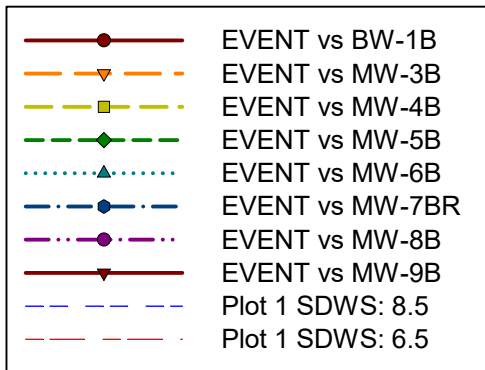 EVENT vs BW-1B
EVENT vs MW-3B
EVENT vs MW-4B
EVENT vs MW-5B
EVENT vs MW-6B
EVENT vs MW-7BR
EVENT vs MW-8B
EVENT vs MW-9B
Plot 1 SDWS: 8.5
Plot 1 SDWS: 6.5